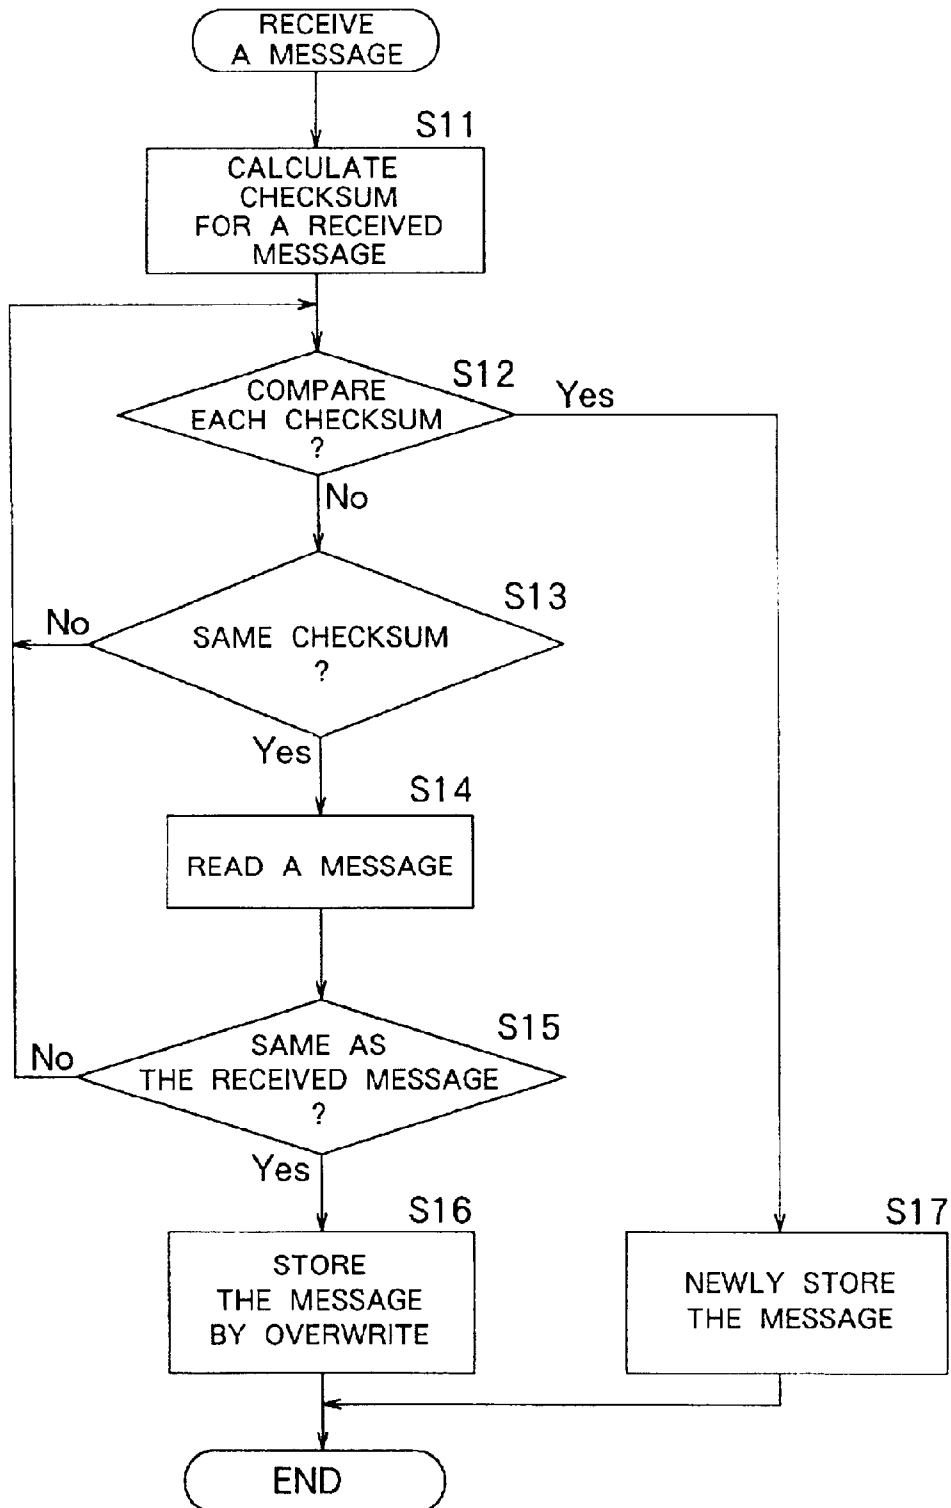 RECEIVE
A MESSAGE
S11
CALCULATE
CHECKSUM
FOR A RECEIVED
MESSAGE
S12
COMPARE
EACH CHECKSUM
?
Yes
No
S13
SAME CHECKSUM
?
No
Yes
S14
READ A MESSAGE
S15
SAME AS
THE RECEIVED MESSAGE
?
No
Yes
S16
STORE
THE MESSAGE
BY OVERWRITE
S17
NEWLY STORE
THE MESSAGE
END